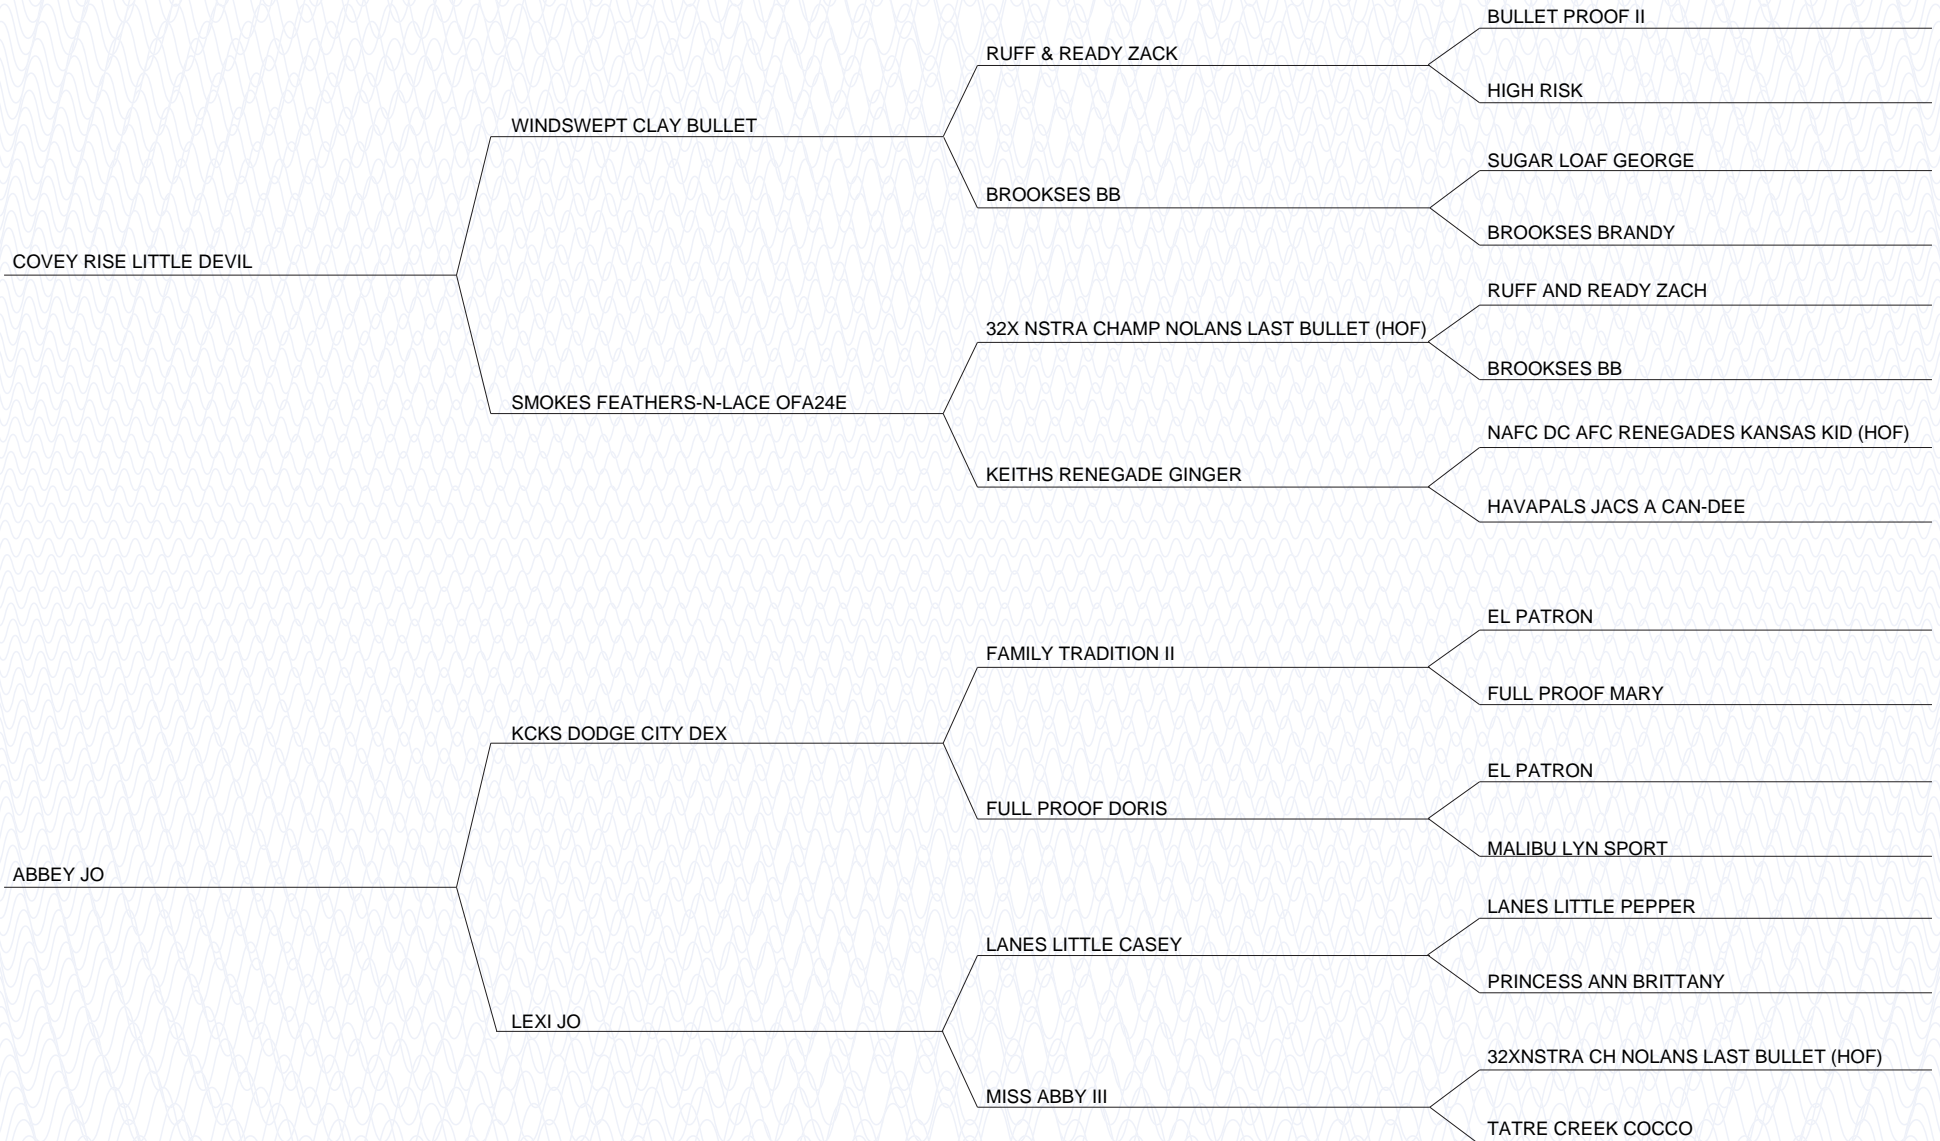 BULLET PROOF II
RUFF & READY ZACK
HIGH RISK
WINDSWEPT CLAY BULLET
SUGAR LOAF GEORGE
BROOKSES BB
BROOKSES BRANDY
COVEY RISE LITTLE DEVIL
RUFF AND READY ZACH
32X NSTRA CHAMP NOLANS LAST BULLET (HOF)
BROOKSES BB
SMOKES FEATHERS-N-LACE OFA24E
NAFC DC AFC RENEGADES KANSAS KID (HOF)
KEITHS RENEGADE GINGER
HAVAPALS JACS A CAN-DEE
EL PATRON
FAMILY TRADITION II
FULL PROOF MARY
KCKS DODGE CITY DEX
EL PATRON
FULL PROOF DORIS
MALIBU LYN SPORT
ABBEY JO
LANES LITTLE PEPPER
LANES LITTLE CASEY
PRINCESS ANN BRITTANY
LEXI JO
32XNSTRA CH NOLANS LAST BULLET (HOF)
MISS ABBY III
TATRE CREEK COCCO